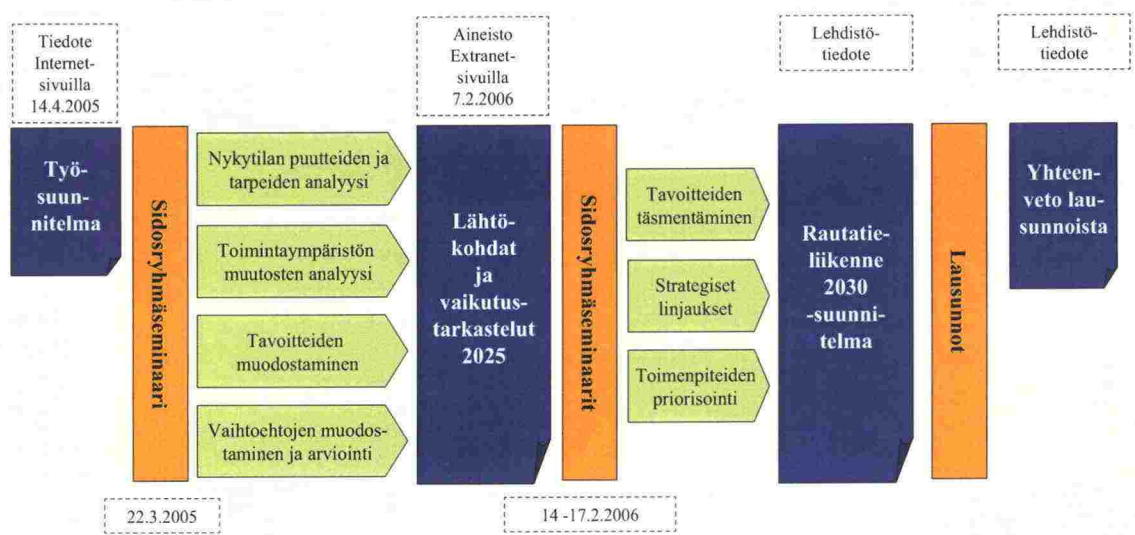 Tiedote
Internet-
sivuilla
14.4.2005
Työ-
suun-
nitelma
Sidosryhmäseminaari
22.3.2005
Nykytilan puutteiden ja
tarpeiden analyysi
Toimintaympäristön
muutosten analyysi
Tavoitteiden
muodostaminen
Vaihtoehtojen muodos-
taminen ja arviointi
Aineisto
Extranet-
sivuilla
7.2.2006
Lähtö-
kohdat
ja
vaikutus-
tarkastelut
2025
Sidosryhmäseminaarit
14 -17.2.2006
Tavoitteiden
täsmentäminen
Strategiset
linjaukset
Toimenpiteiden
priorisointi
Lehdistö-
tiedote
Rautatie-
liikenne
2030
-suunni-
telma
Lausunnot
Lehdistö-
tiedote
Yhteen-
veto lau-
sunnoista